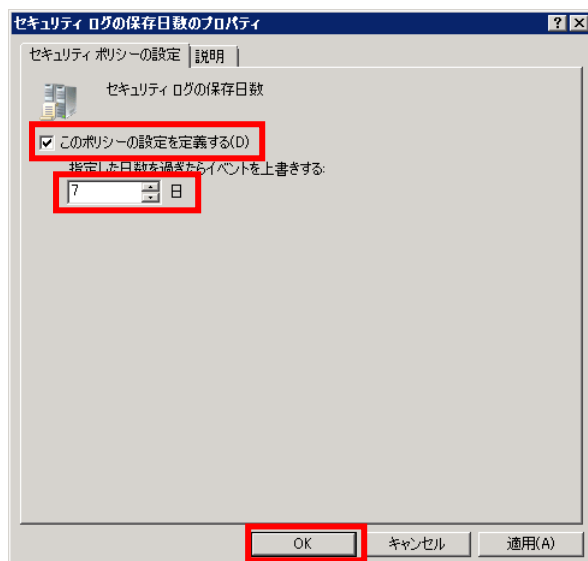 セキュリティ ログの保存日数のプロパティ
セキュリティ ポリシーの設定 説明
セキュリティ ログの保存日数
このポリシーの設定を定義する(D)
指定した日数を過ぎたらイベントを上書きする:
7 日
OK キャンセル 適用(A)